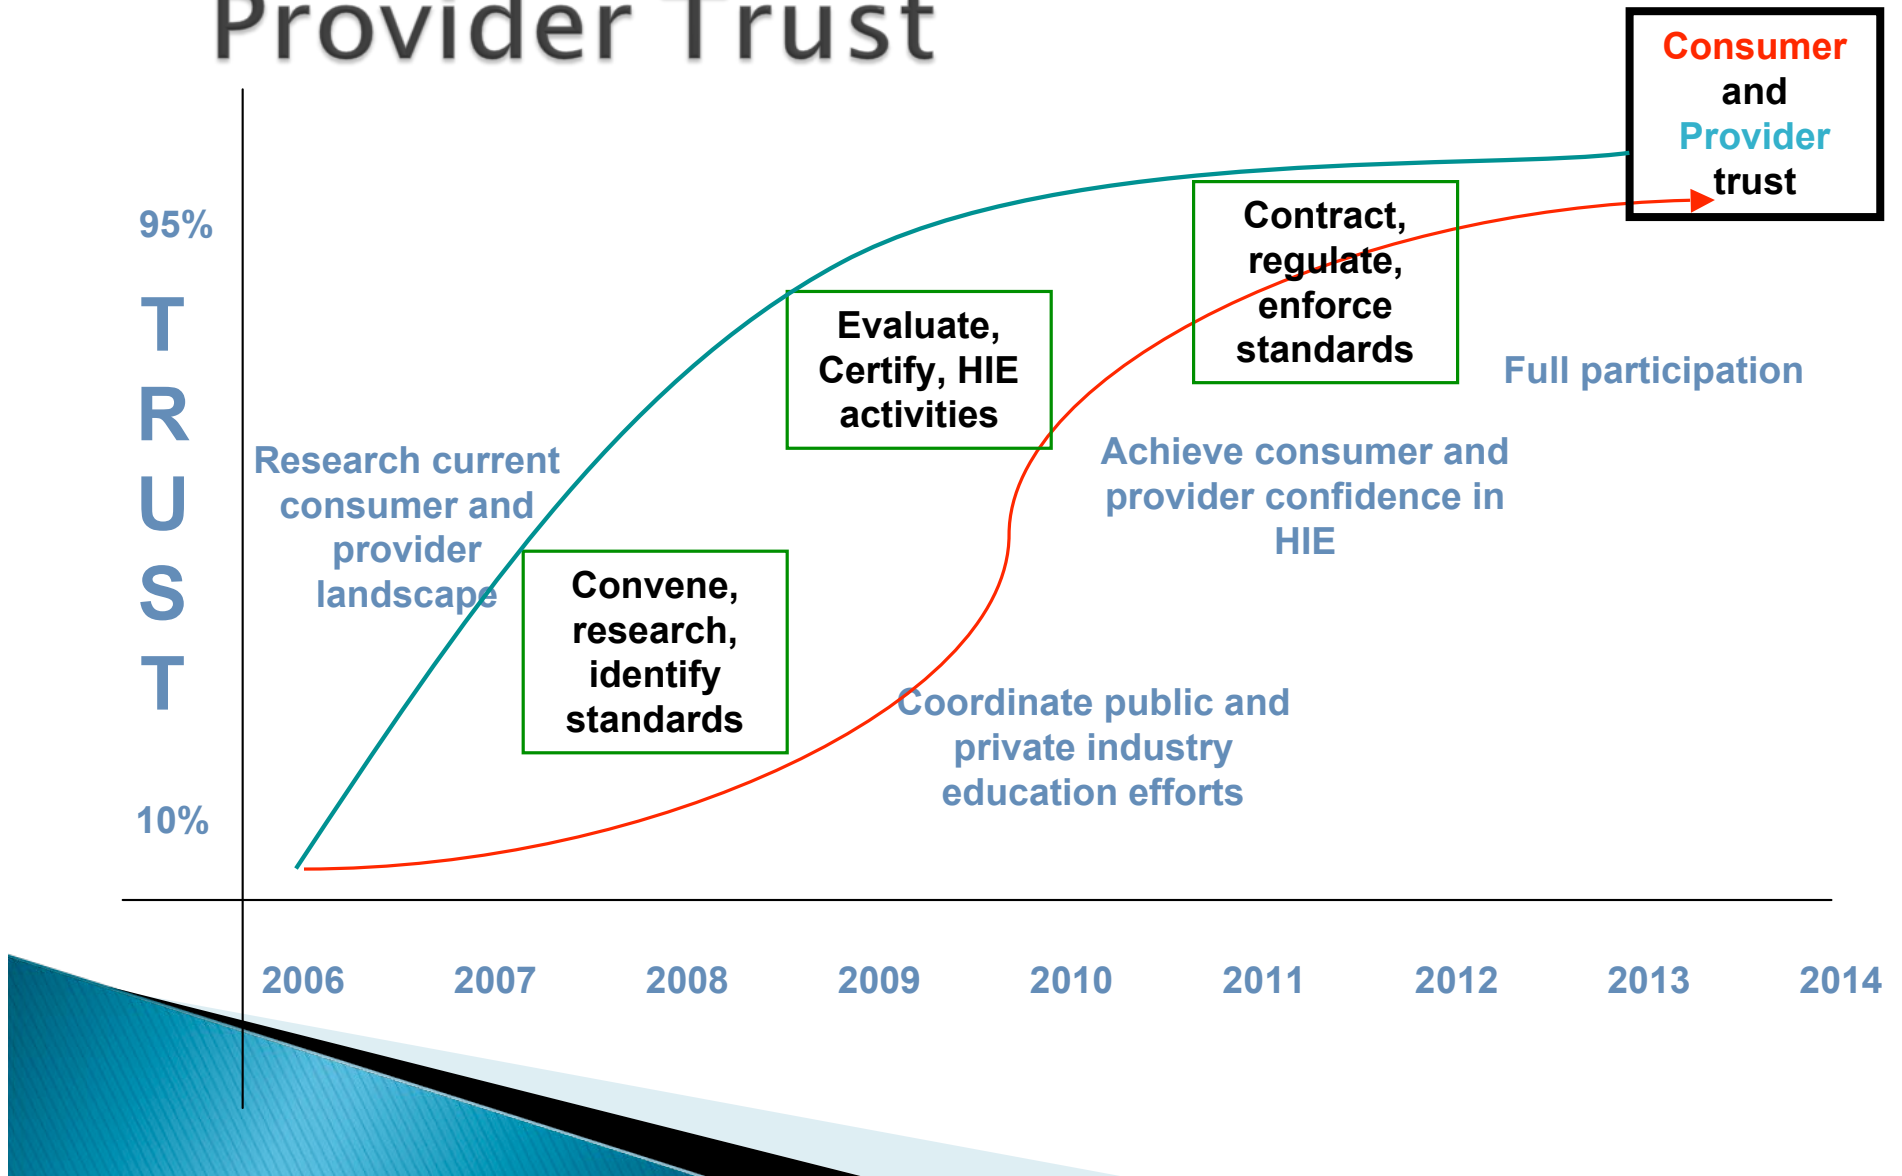 Provider Trust
Consumer
and
Provider
trust
95%
T
R
U
S
T
10%
Research current
consumer and
provider
landscape
Convene,
research,
identify
standards
Evaluate,
Certify, HIE
activities
Contract,
regulate,
enforce
standards
Full participation
Achieve consumer and
provider confidence in
HIE
Coordinate public and
private industry
education efforts
2006 2007 2008 2009 2010 2011 2012 2013 2014